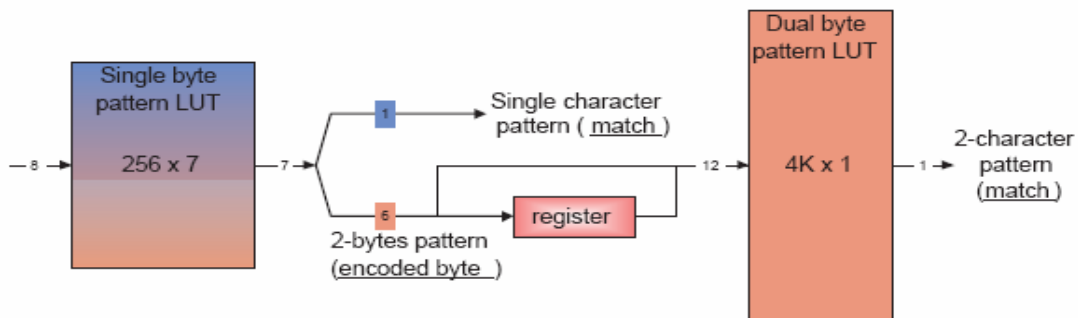 Single byte
pattern LUT
256 x 7
8
7
1
Single character
pattern ( match )
6
2-bytes pattern
(encoded byte )
register
12
Dual byte
pattern LUT
4K x 1
1
2-character
pattern
(match )